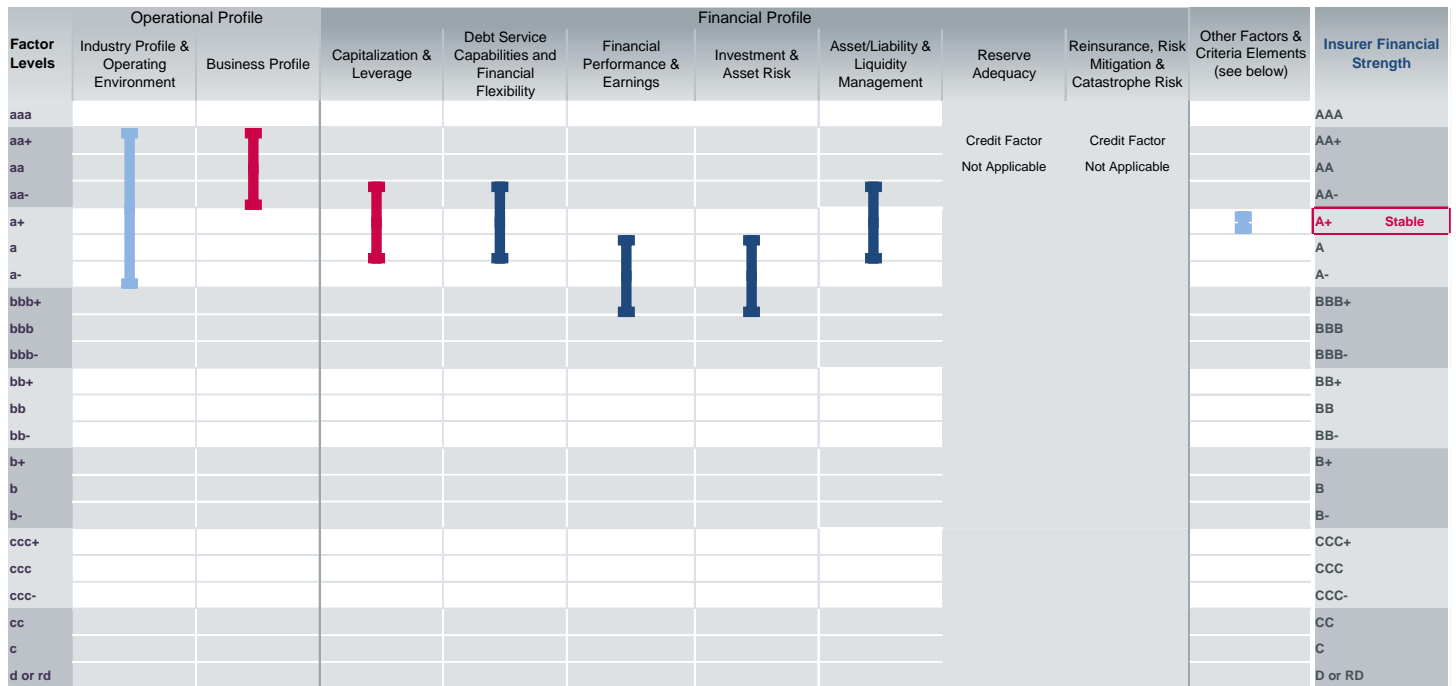 Operational Profile
Financial Profile
Factor
Levels
Industry Profile &
Operating
Environment
Business Profile
Capitalization &
Leverage
Debt Service
Capabilities and
Financial
Flexibility
Financial
Performance &
Earnings
Investment &
Asset Risk
Asset/Liability &
Liquidity
Management
Reserve
Adequacy
Reinsurance, Risk
Mitigation &
Catastrophe Risk
Other Factors &
Criteria Elements
(see below)
Insurer Financial
Strength
aaa AAA
aa+ Credit Factor Credit Factor AA+
aa Not Applicable Not Applicable AA
aa- AA-
a+ A+ Stable
a A
a- A-
bbb+ BBB+
bbb BBB
bbb- BBB-
bb+ BB+
bb BB
bb- BB-
b+ B+
b B
b- B-
ccc+ CCC+
ccc CCC
ccc- CCC-
cc CC
c C
d or rd D or RD